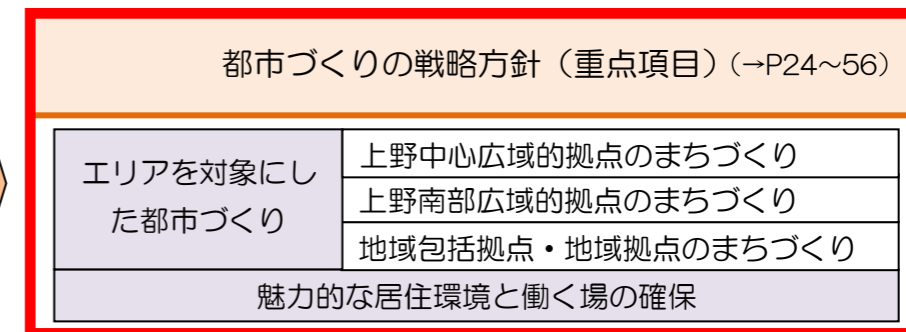 都市づくりの戦略方針（重点項目）（→P24～56）
エリアを対象にし
た都市づくり
上野中心広域的拠点のまちづくり
上野南部広域的拠点のまちづくり
地域包括拠点・地域拠点のまちづくり
魅力的な居住環境と働く場の確保